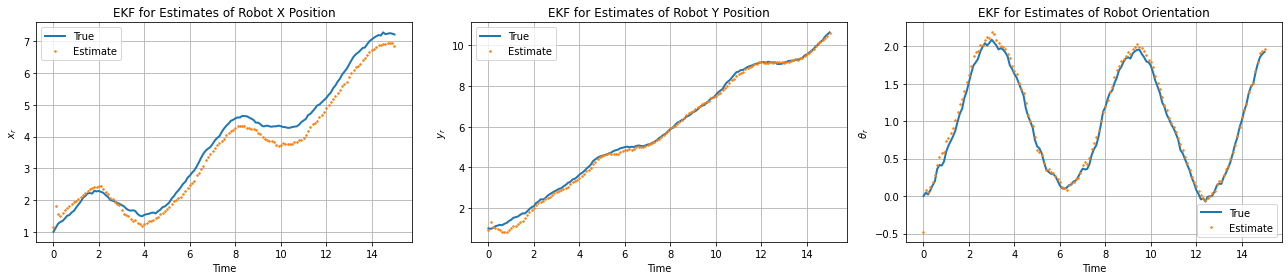 EKF for Estimates of Robot X Position
True
Estimate
7
6
5
4
3
2
1
x_r
0 2 4 6 8 10 12 14
Time
EKF for Estimates of Robot Y Position
True
Estimate
10
8
6
4
2
y_r
0 2 4 6 8 10 12 14
Time
EKF for Estimates of Robot Orientation
2.0
1.5
1.0
0.5
0.0
−0.5
θ_r
True
Estimate
0 2 4 6 8 10 12 14
Time